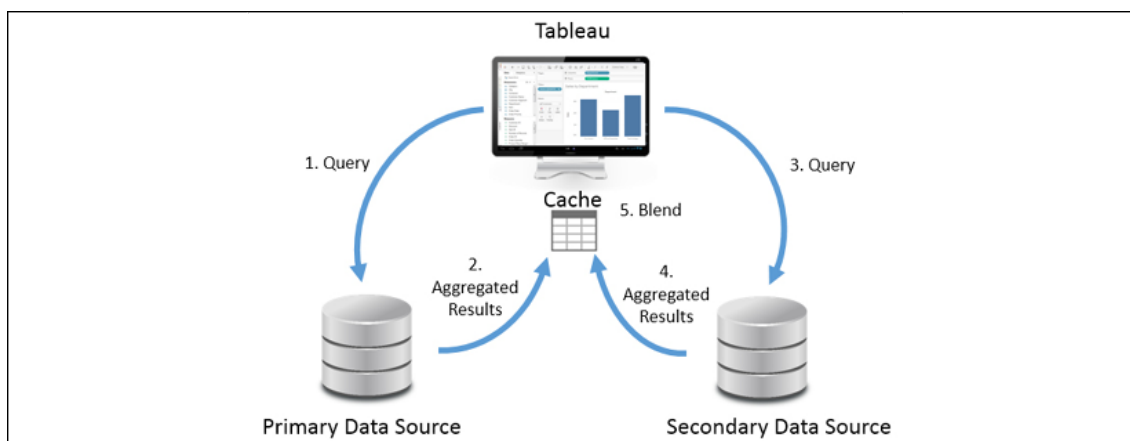 Tableau
1. Query
3. Query
Cache
5. Blend
2.
Aggregated
Results
4.
Aggregated
Results
Primary Data Source
Secondary Data Source